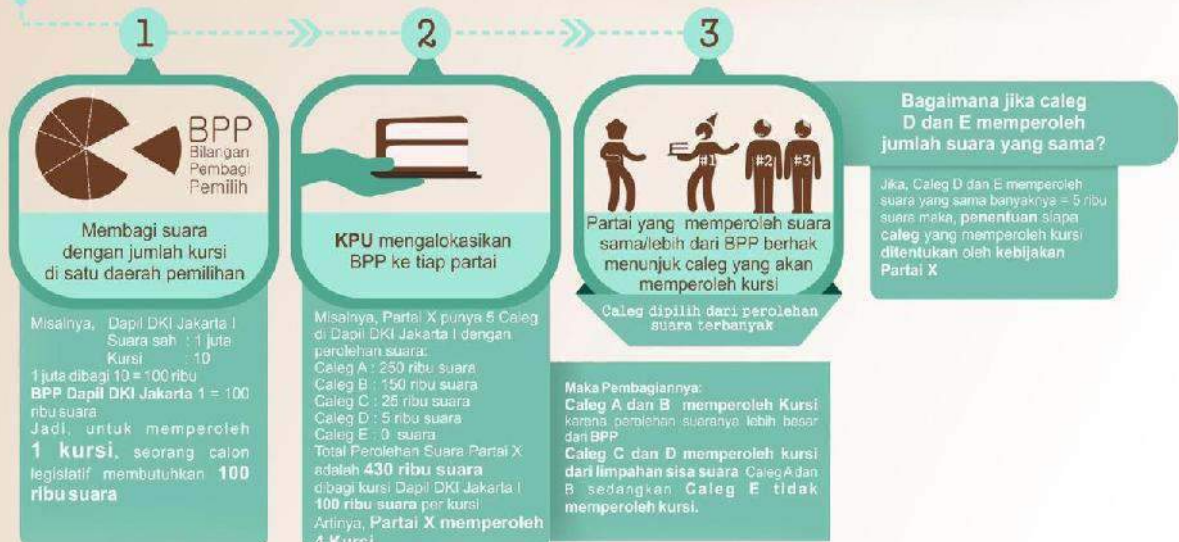 1
2
3
BPP
Bilangan
Pembagi
Pemilih
Membagi suara
dengan jumlah kursi
di satu daerah pemilihan
Misalnya, Dapil DKI Jakarta I
Suara sah : 1 juta
Kursi : 10
1 juta dibagi 10 = 100 ribu
BPP Dapil DKI Jakarta 1 = 100
ribu suara
Jadi, untuk memperoleh
1 kursi, seorang calon
legislatif membutuhkan 100
ribu suara
KPU mengalokasikan
BPP ke tiap partai
Misalnya, Partai X punya 5 Caleg
di Dapil DKI Jakarta I dengan
perolehan suara:
Caleg A : 250 ribu suara
Caleg B : 150 ribu suara
Caleg C : 25 ribu suara
Caleg D : 5 ribu suara
Caleg E : 0 suara
Total Perolehan Suara Partai X
adalah 430 ribu suara
dibagi kursi Dapil DKI Jakarta I
100 ribu suara per kursi
Artinya, Partai X memperoleh
4 Kursi
#1
#2
#3
Partai yang memperoleh suara
sama/lebih dari BPP berhak
menunjuk caleg yang akan
memperoleh kursi
Caleg dipilih dari perolehan
suara terbanyak
Maka Pembagiannya:
Caleg A dan B memperoleh Kursi
karena perolehan suaranya lebih besar
dari BPP
Caleg C dan D memperoleh kursi
dari limpahan sisa suara Caleg A dan
B sedangkan Caleg E tidak
memperoleh kursi.
Bagaimana jika caleg
D dan E memperoleh
jumlah suara yang sama?
Jika, Caleg D dan E memperoleh
suara yang sama banyaknya = 5 ribu
suara maka, penentuan siapa
caleg yang memperoleh kursi
ditentukan oleh kebijakan
Partai X